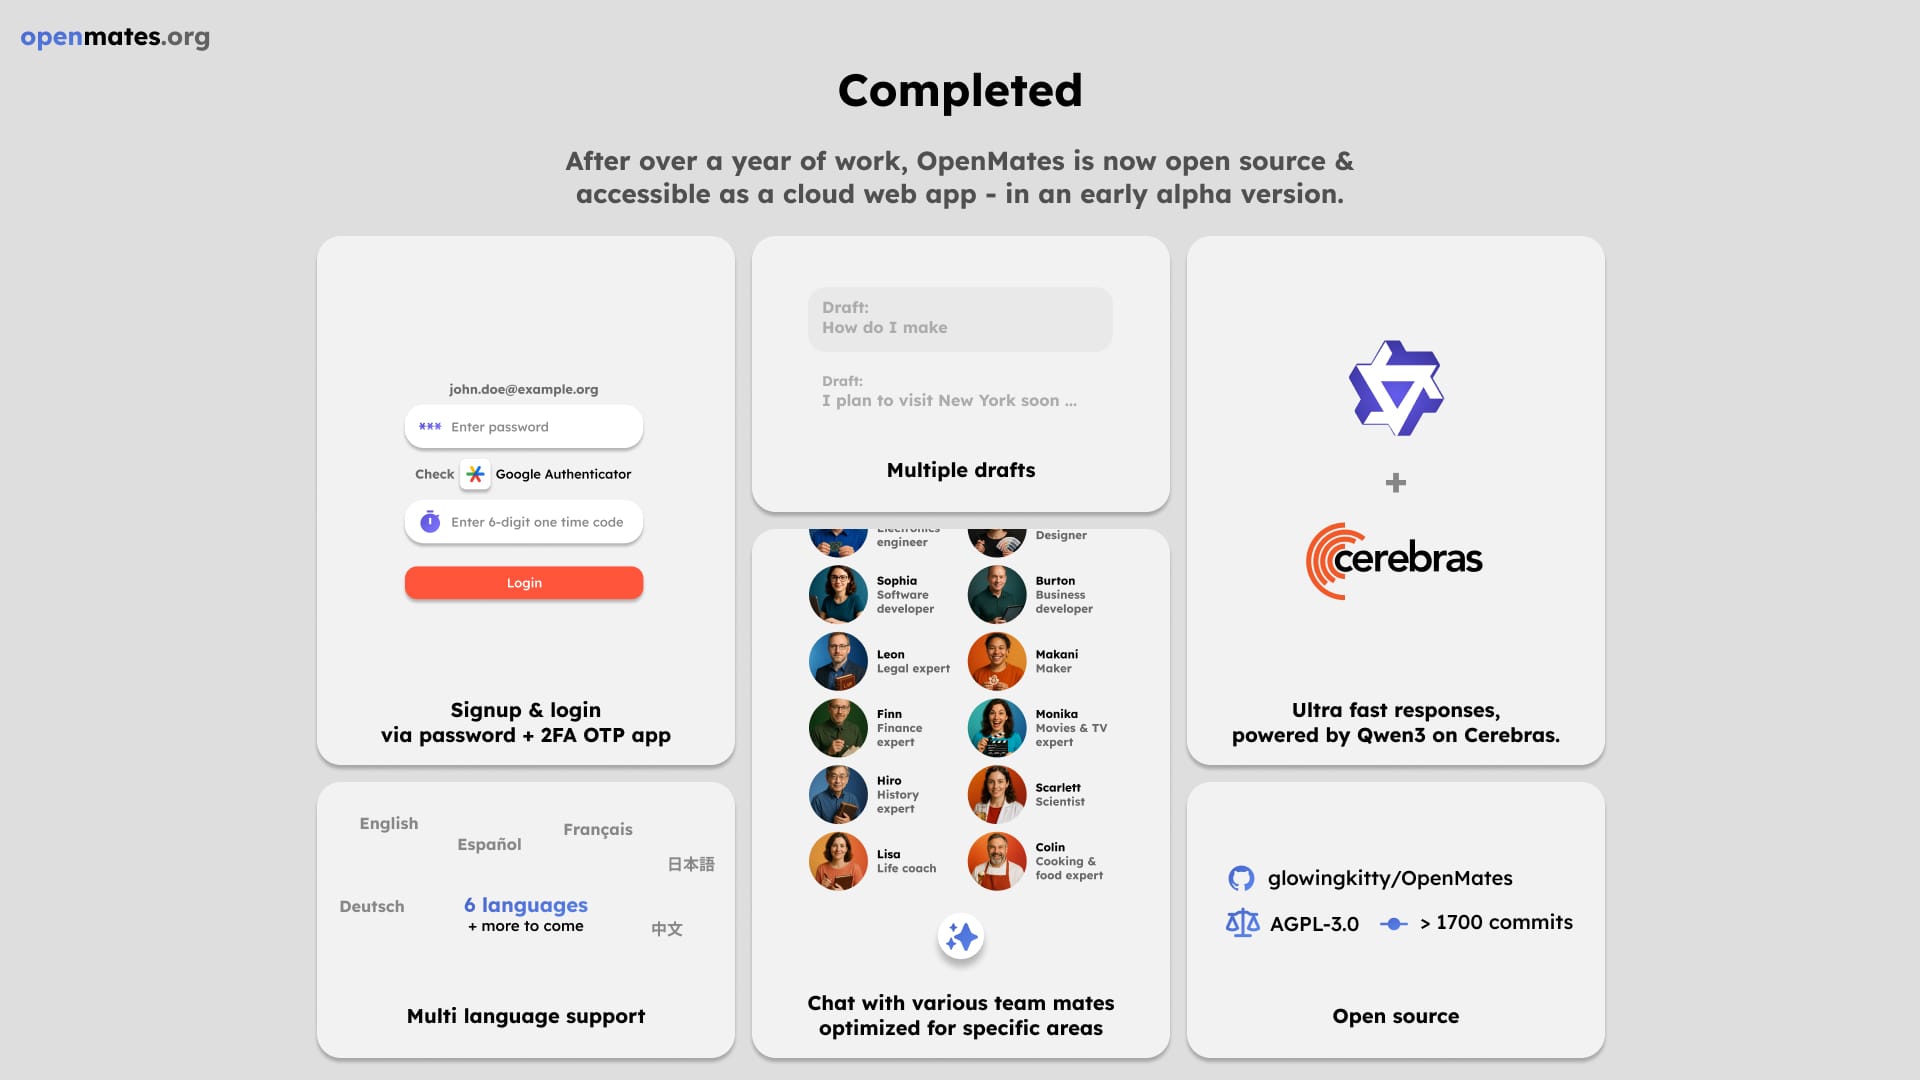 openmates.org
Completed
After over a year of work, OpenMates is now open source &
accessible as a cloud web app - in an early alpha version.
john.doe@example.org
*** Enter password
Check Google Authenticator
Enter 6-digit one time code
Login
Signup & login
via password + 2FA OTP app
Draft:
How do I make
Draft:
I plan to visit New York soon ...
Multiple drafts
+
cerebras
Ultra fast responses,
powered by Qwen3 on Cerebras.
Electronics
engineer
Designer
Sophia
Software
developer
Burton
Business
developer
Leon
Legal expert
Makani
Maker
Finn
Finance
expert
Monika
Movies & TV
expert
Hiro
History
expert
Scarlett
Scientist
Lisa
Life coach
Colin
Cooking &
food expert
Chat with various team mates
optimized for specific areas
English
Español
Français
日本語
Deutsch
6 languages
+ more to come
中文
Multi language support
glowingkitty/OpenMates
AGPL-3.0 > 1700 commits
Open source